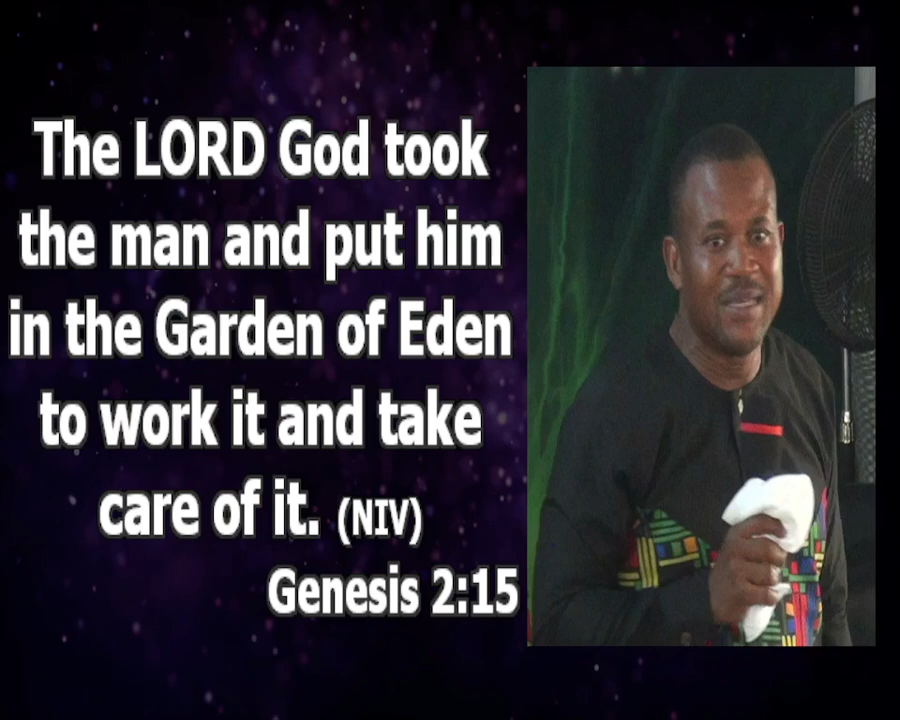 The LORD God took
the man and put him
in the Garden of Eden
to work it and take
care of it. (NIV)
Genesis 2:15